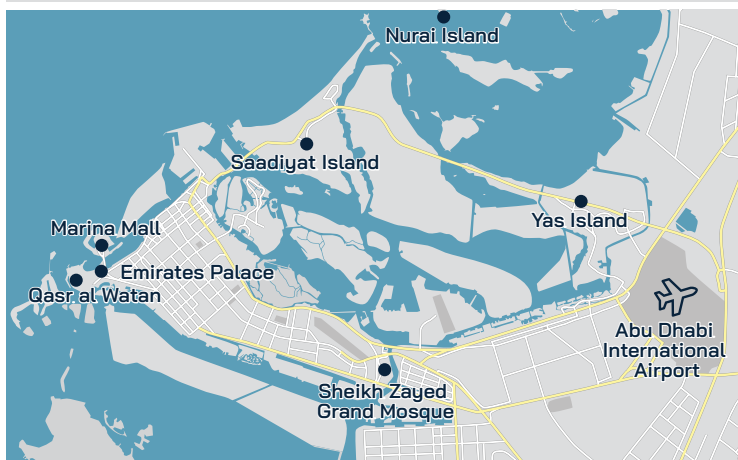 Nurai Island
Saadiyat Island
Yas Island
Marina Mall
Emirates Palace
Qasr al Watan
Abu Dhabi
International
Airport
Sheikh Zayed
Grand Mosque